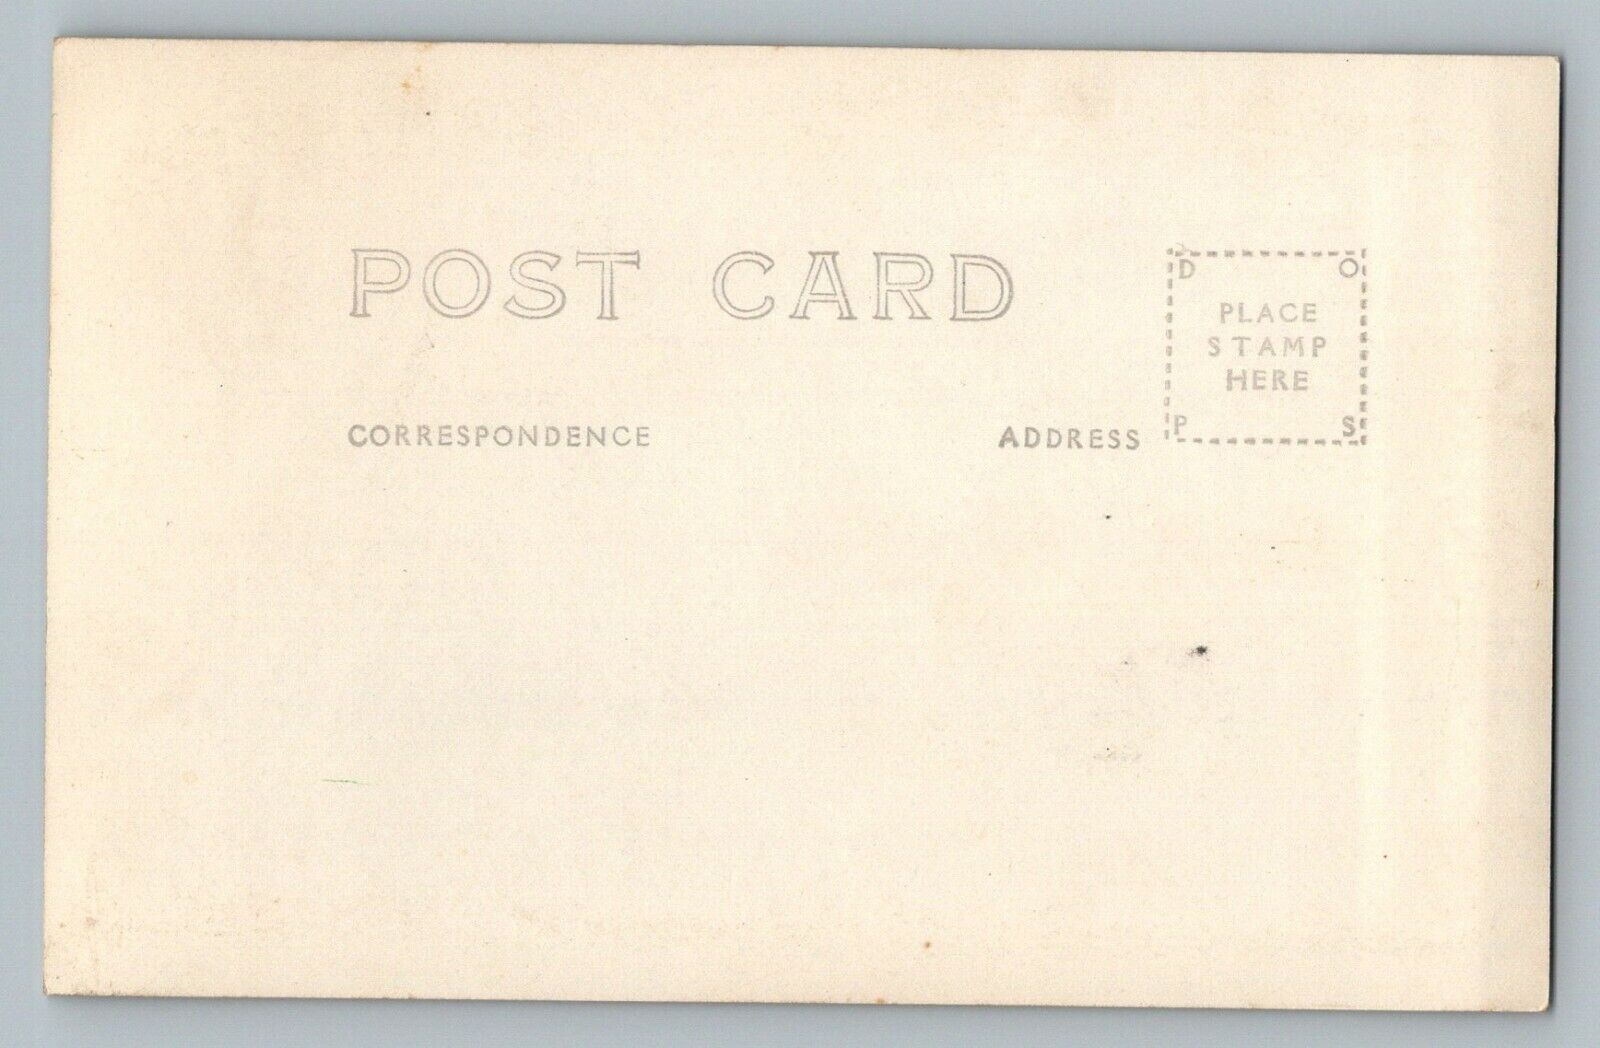 POST CARD
D O
PLACE
STAMP
HERE
P S
CORRESPONDENCE
ADDRESS